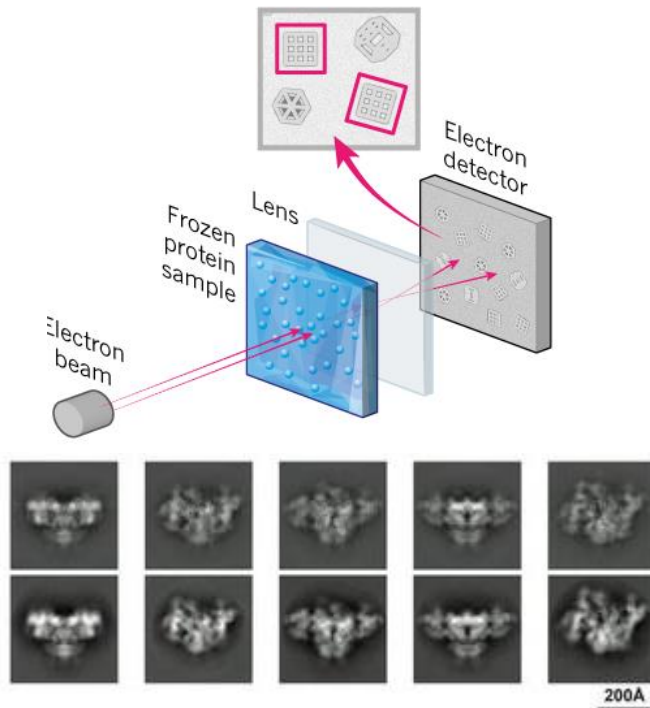 Electron
detector
Lens
Frozen
protein
sample
Electron
beam
200Å